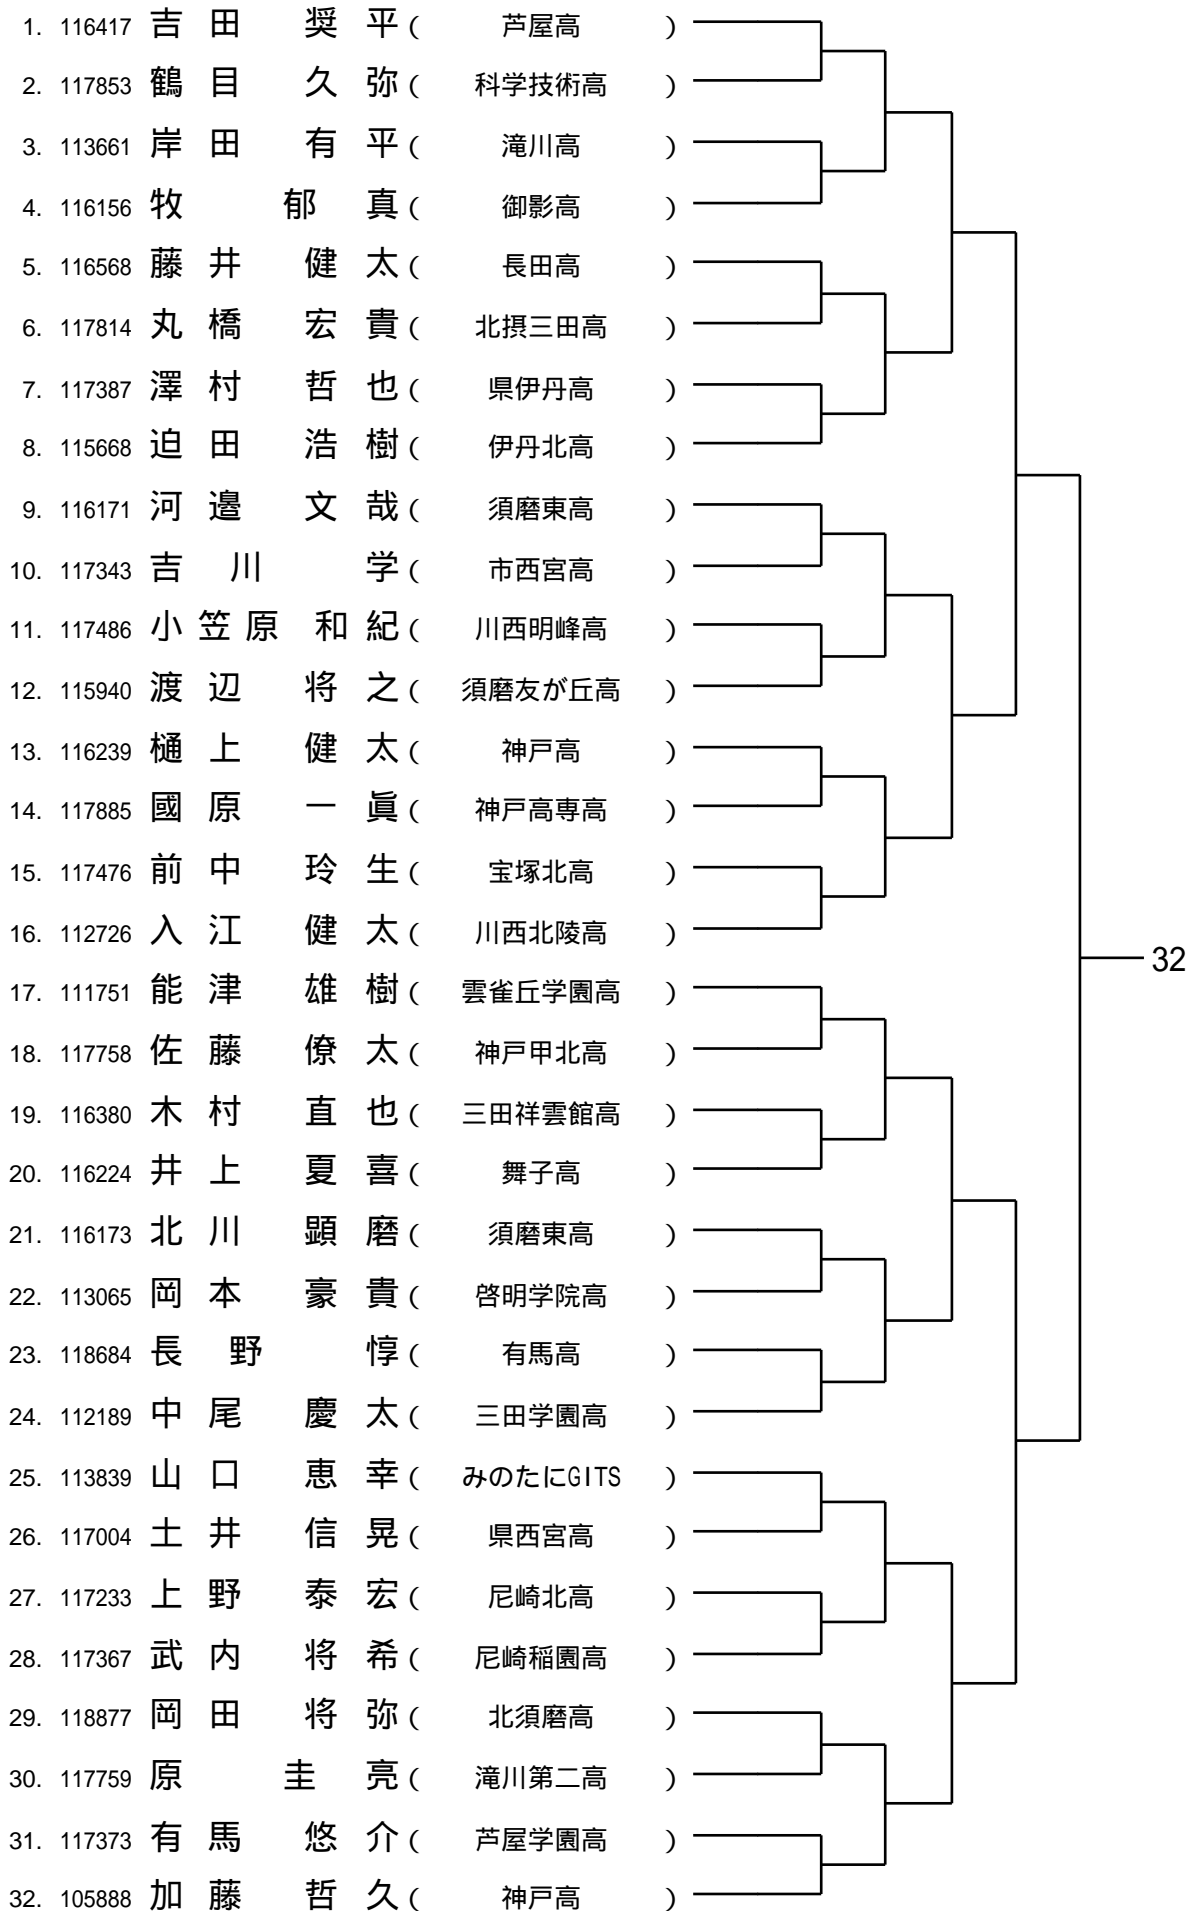 1. 116417 吉田 奨平 ( 芦屋高 )
2. 117853 鶴目 久弥 ( 科学技術高 )
3. 113661 岸田 有平 ( 滝川高 )
4. 116156 牧 郁真 ( 御影高 )
5. 116568 藤井 健太 ( 長田高 )
6. 117814 丸橋 宏貴 ( 北摂三田高 )
7. 117387 澤村 哲也 ( 県伊丹高 )
8. 115668 迫田 浩樹 ( 伊丹北高 )
9. 116171 河邉 文哉 ( 須磨東高 )
10. 117343 吉川 学 ( 市西宮高 )
11. 117486 小笠原 和紀 ( 川西明峰高 )
12. 115940 渡辺 将之 ( 須磨友が丘高 )
13. 116239 樋上 健太 ( 神戸高 )
14. 117885 國原 一眞 ( 神戸高専高 )
15. 117476 前中 玲生 ( 宝塚北高 )
16. 112726 入江 健太 ( 川西北陵高 )
32
17. 111751 能津 雄樹 ( 雲雀丘学園高 )
18. 117758 佐藤 僚太 ( 神戸甲北高 )
19. 116380 木村 直也 ( 三田祥雲館高 )
20. 116224 井上 夏喜 ( 舞子高 )
21. 116173 北川 顕磨 ( 須磨東高 )
22. 113065 岡本 豪貴 ( 啓明学院高 )
23. 118684 長野 惇 ( 有馬高 )
24. 112189 中尾 慶太 ( 三田学園高 )
25. 113839 山口 恵幸 ( みのたにGITS )
26. 117004 土井 信晃 ( 県西宮高 )
27. 117233 上野 泰宏 ( 尼崎北高 )
28. 117367 武内 将希 ( 尼崎稲園高 )
29. 118877 岡田 将弥 ( 北須磨高 )
30. 117759 原 圭亮 ( 滝川第二高 )
31. 117373 有馬 悠介 ( 芦屋学園高 )
32. 105888 加藤 哲久 ( 神戸高 )